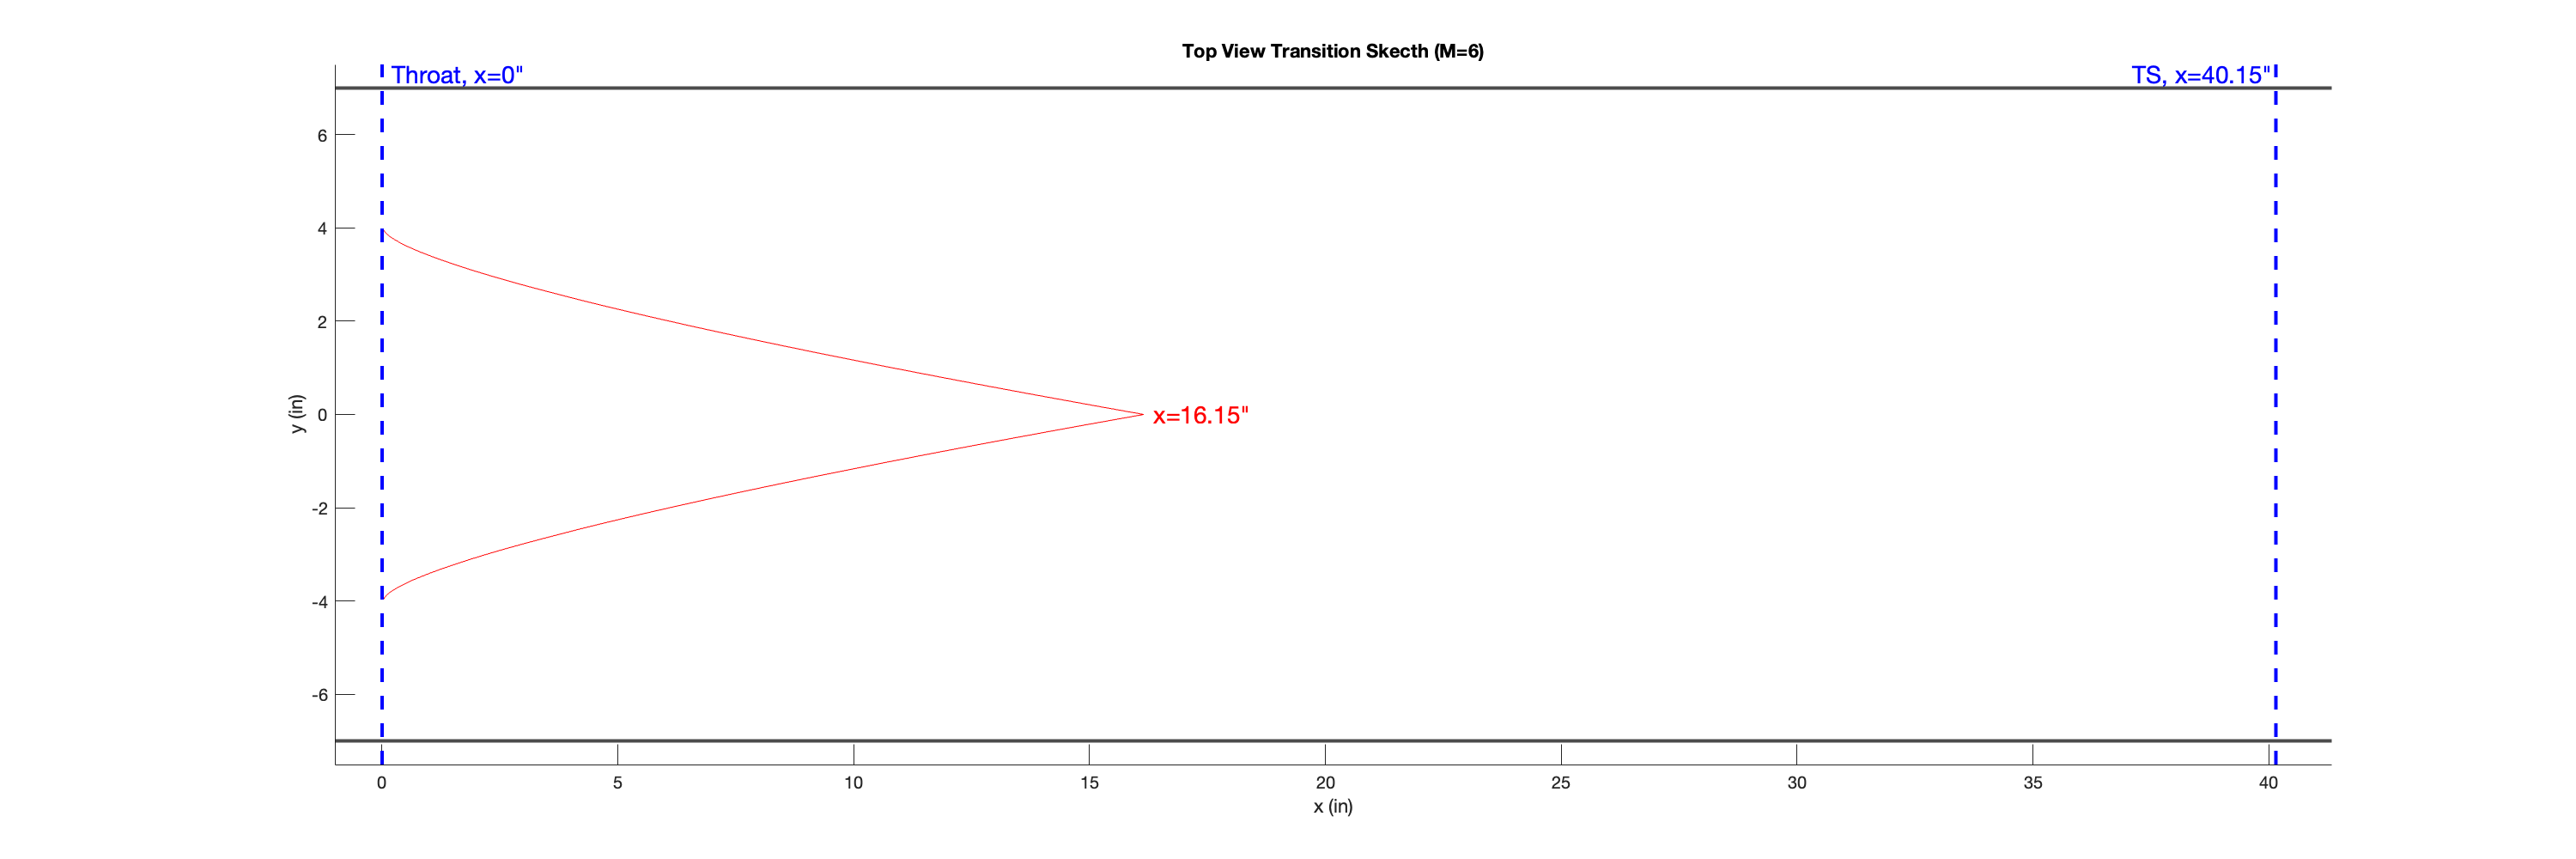 Top View Transition Skecth (M=6)
Throat, x=0"
TS, x=40.15"
6
4
2
0
-2
-4
-6
y (in)
x=16.15"
0
5
10
15
20
25
30
35
40
x (in)